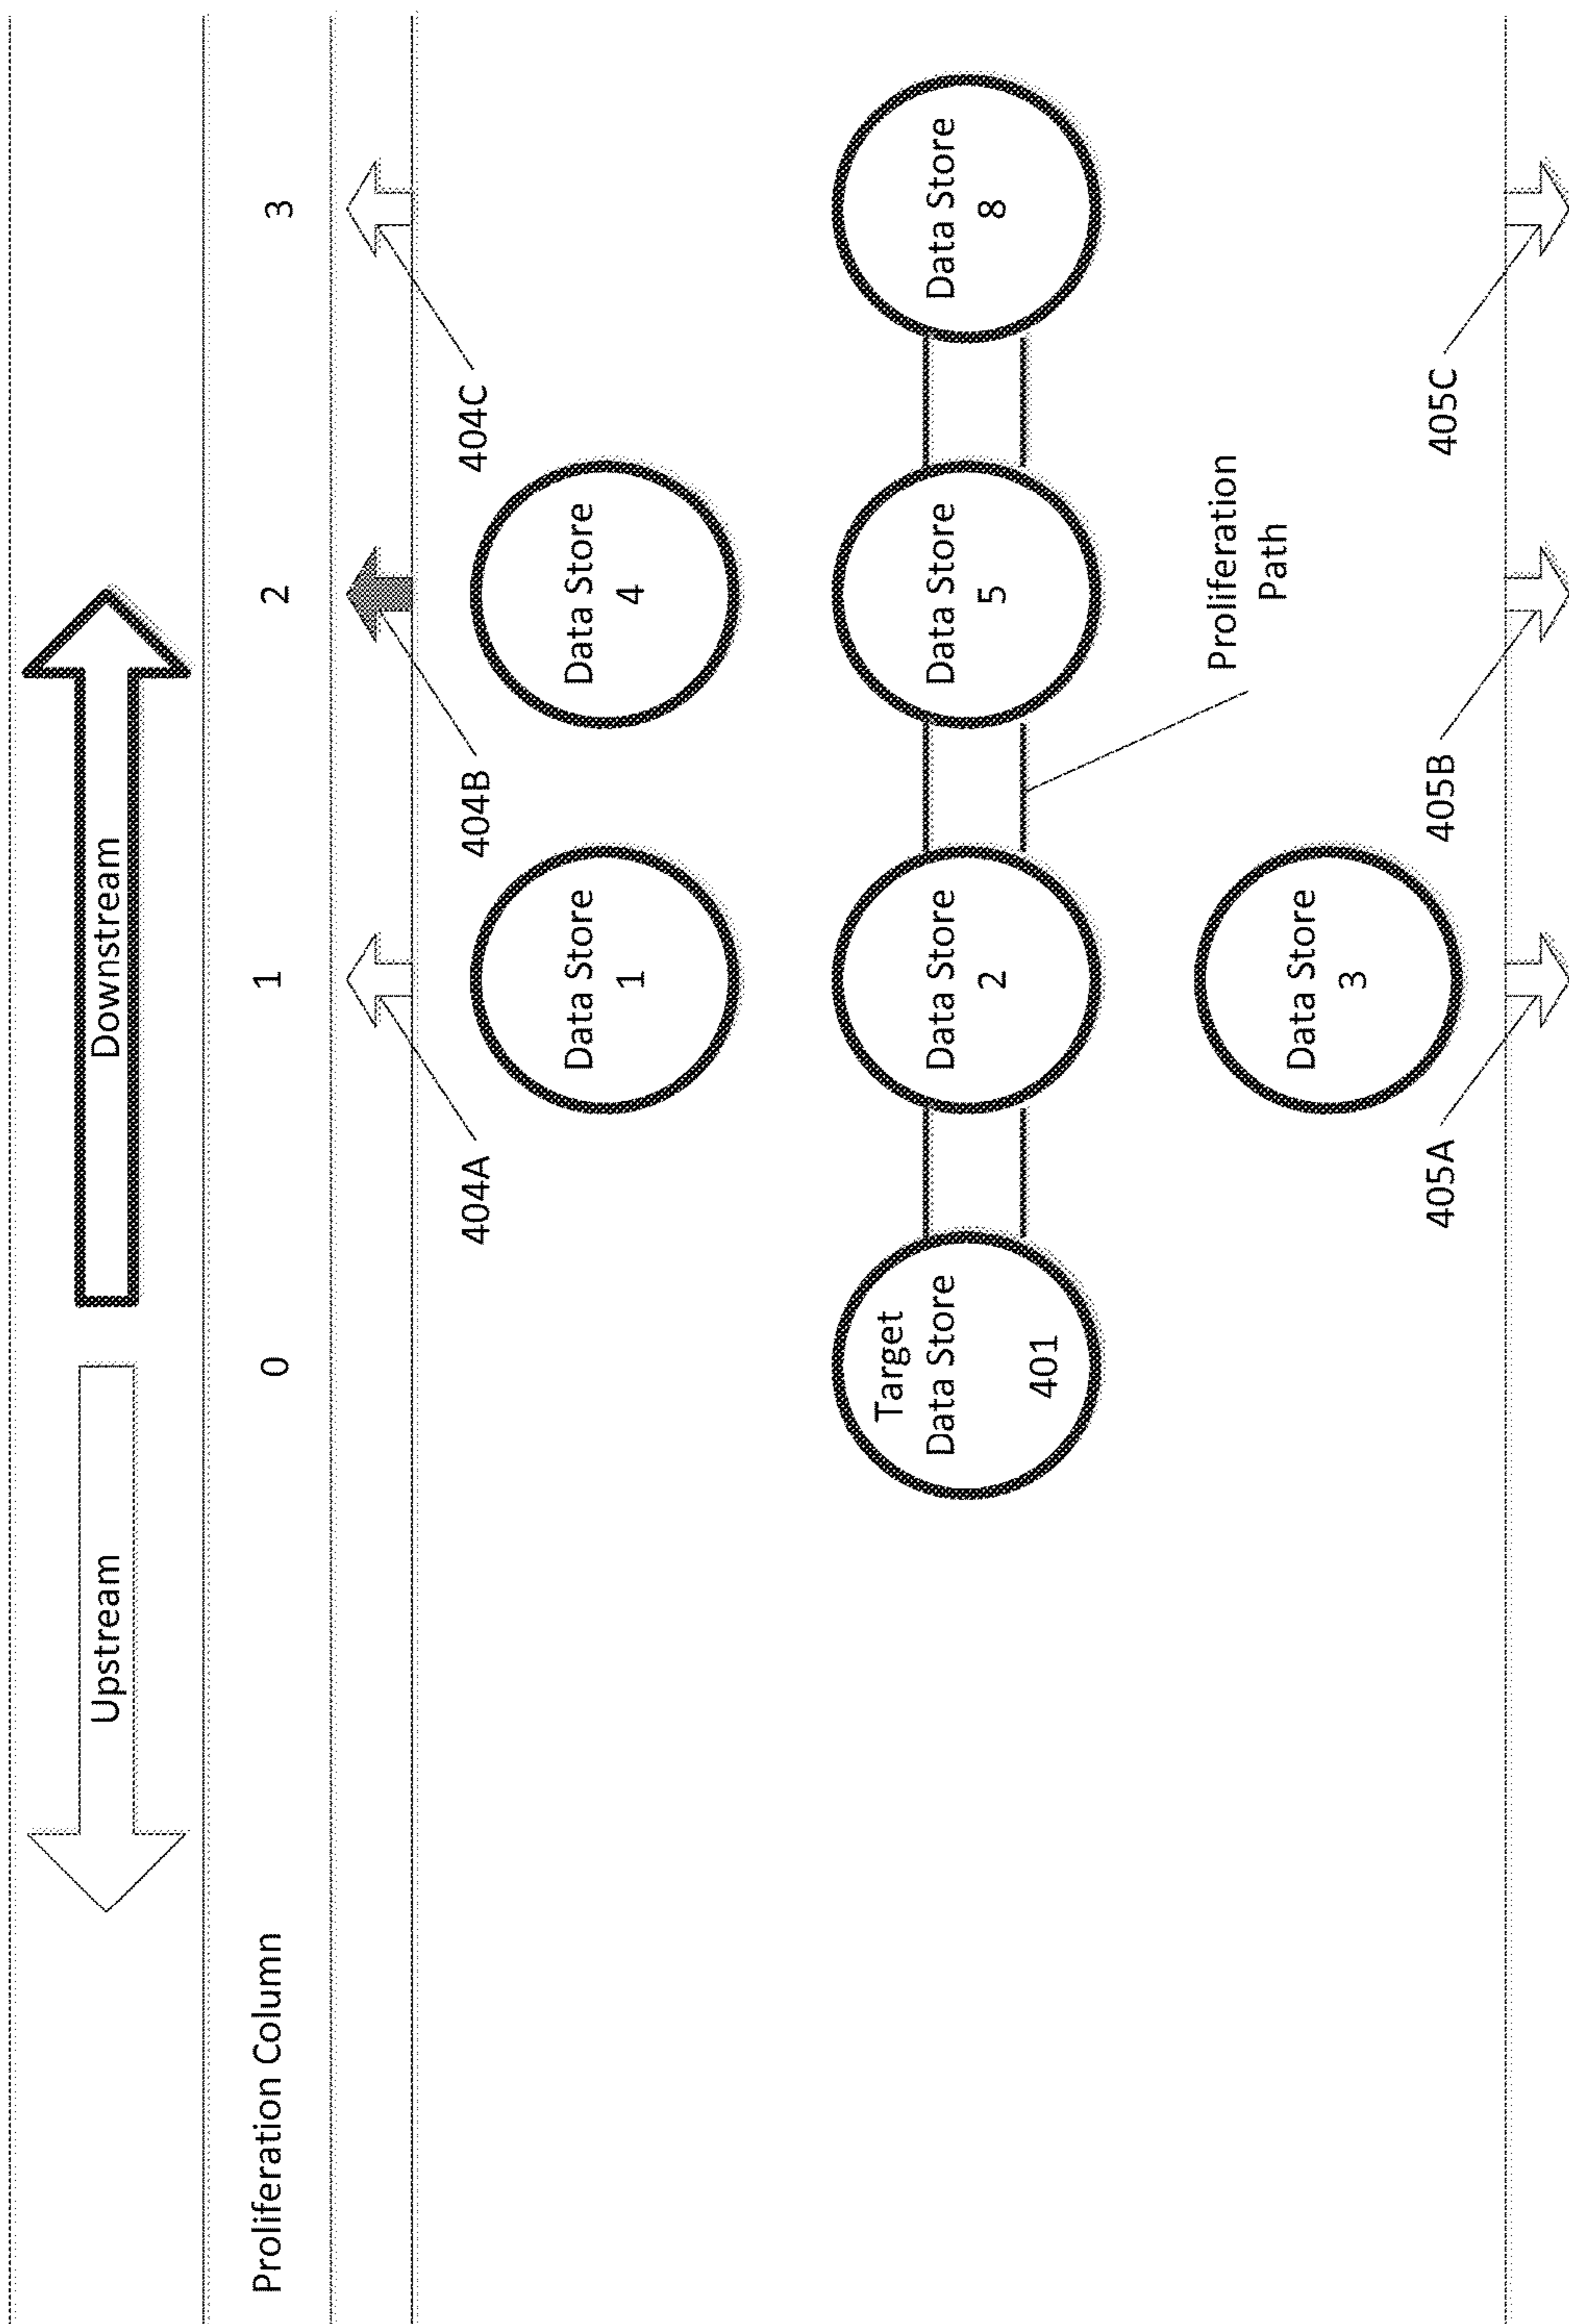 Upstream
Downstream
Proliferation Column
0
1
2
3
404A
404B
404C
Data Store
1
Data Store
4
Target
Data Store
401
Data Store
2
Data Store
5
Data Store
8
Proliferation
Path
Data Store
3
405A
405B
405C